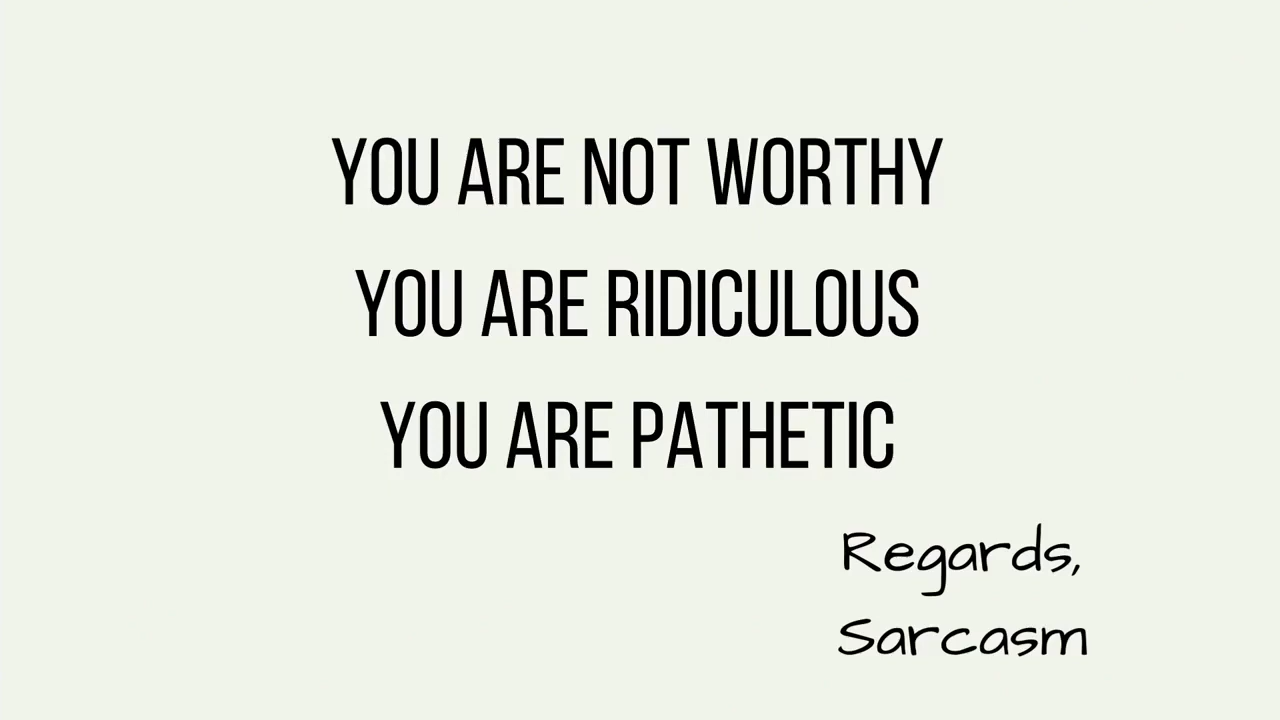 YOU ARE NOT WORTHY
YOU ARE RIDICULOUS
YOU ARE PATHETIC
Regards,
Sarcasm